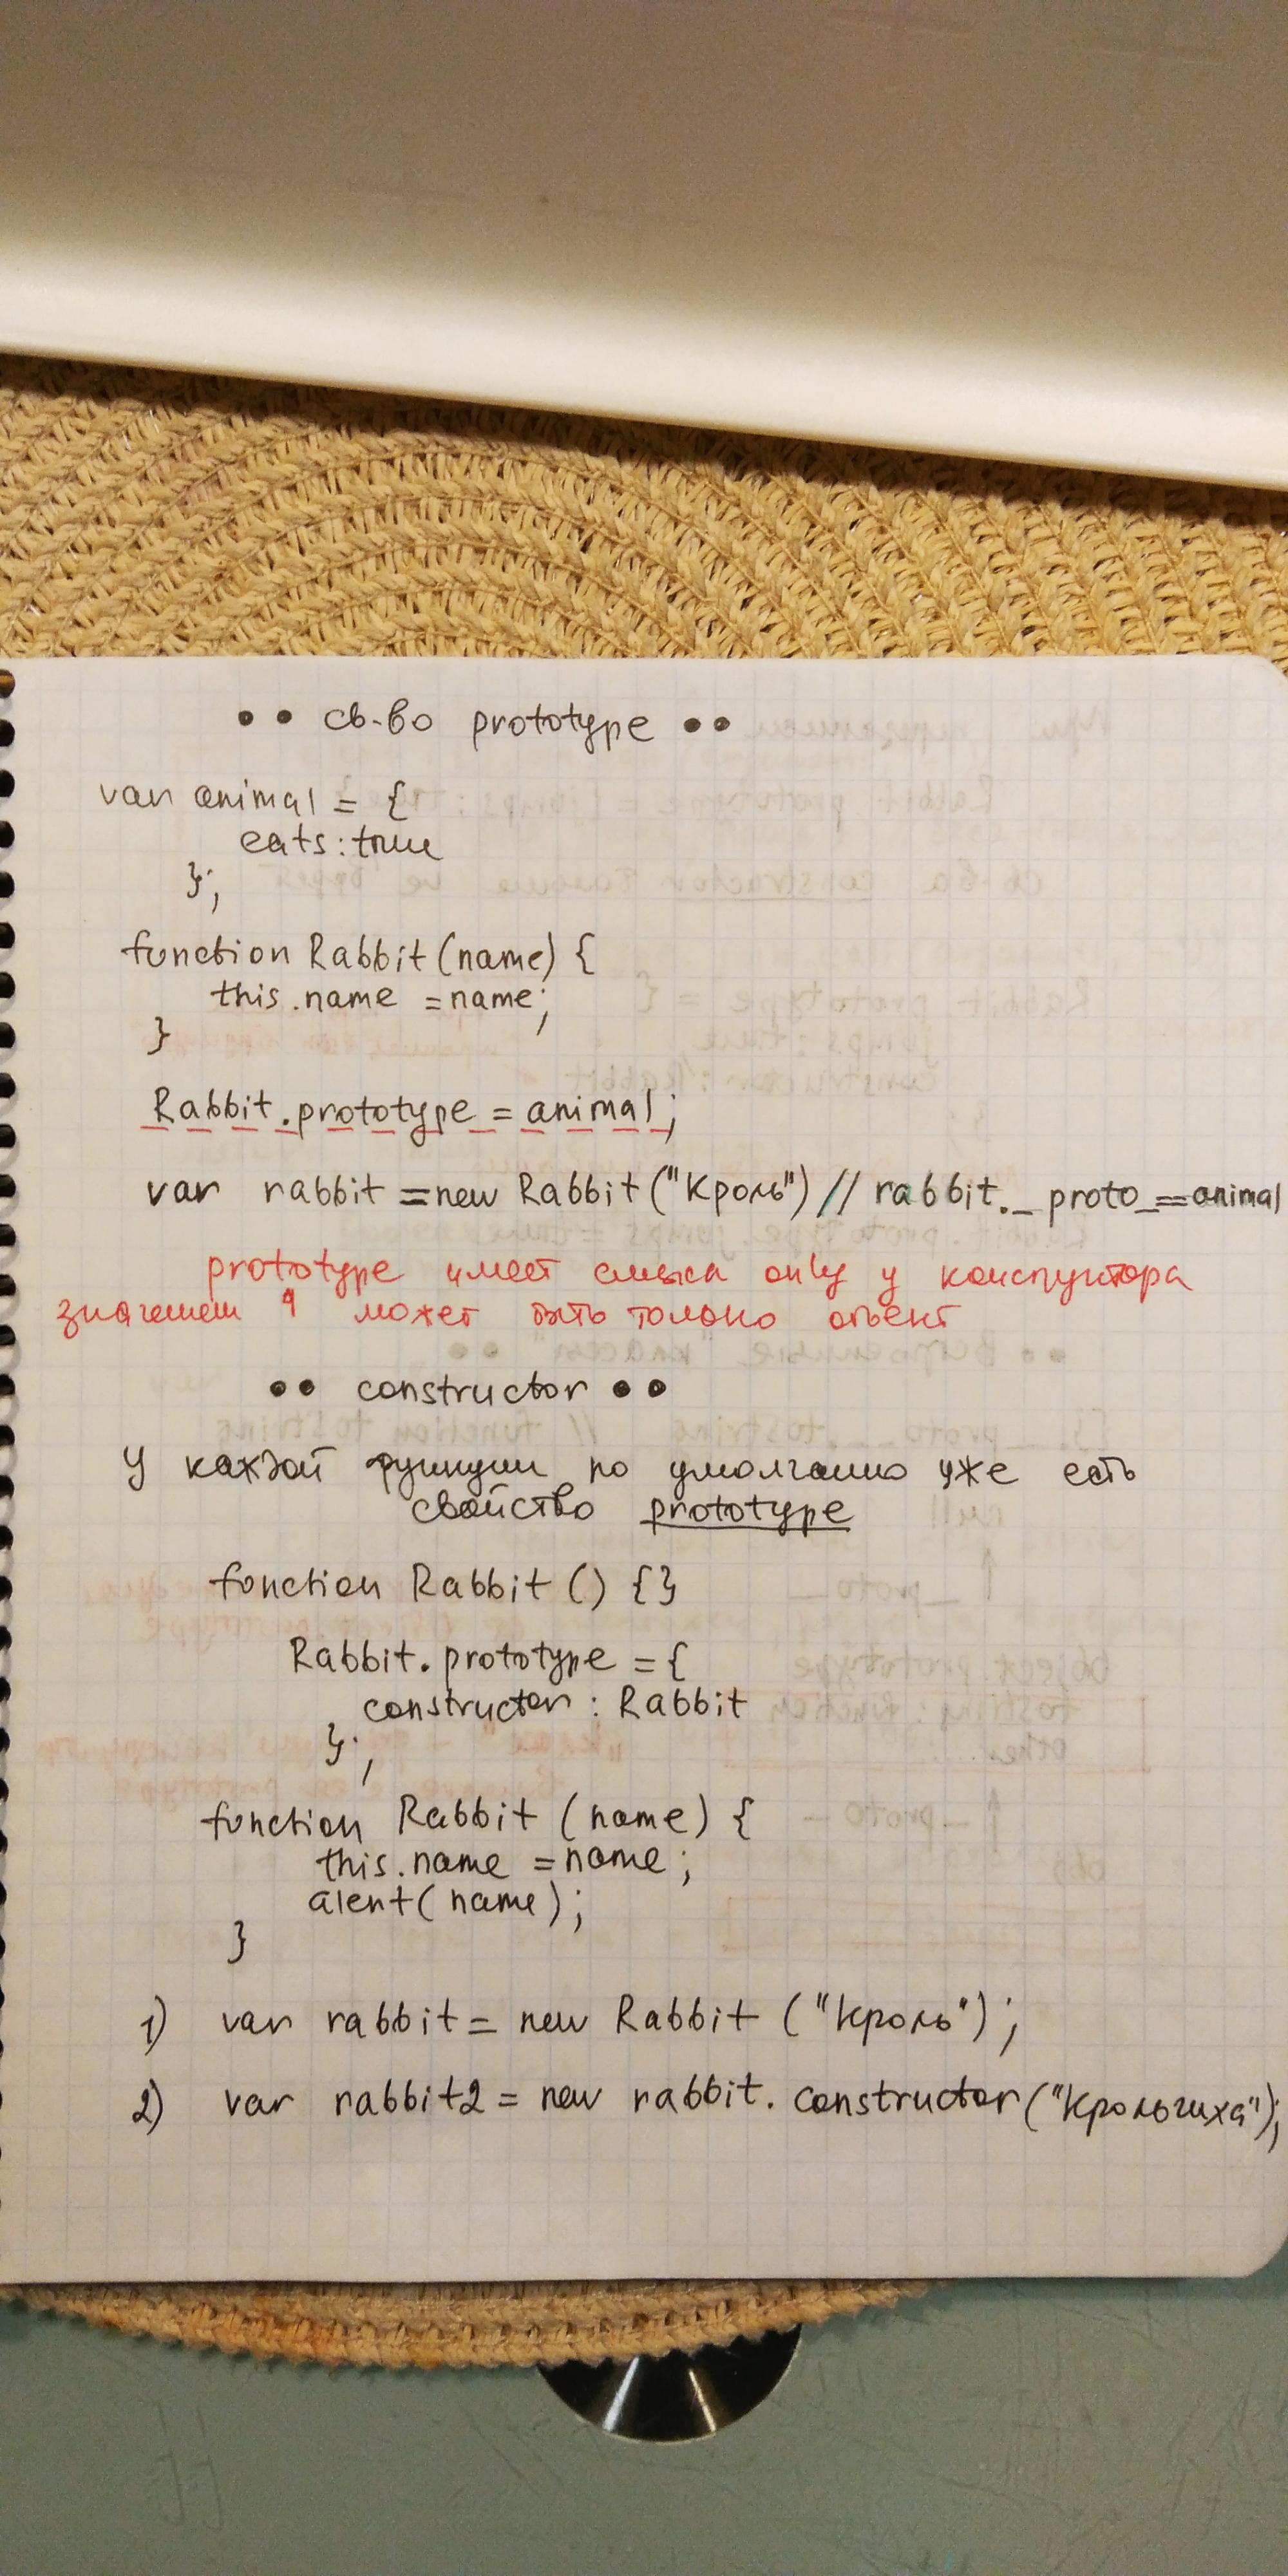 •• св-во prototype ••
var animal = {
eats: true
};
function Rabbit (name) {
this.name = name;
}
Rabbit.prototype = animal;
var rabbit = new Rabbit ("Кроль") // rabbit._proto_==animal
prototype имеет смысл only у конструктора
значением может быть только объект
•• constructor ••
У каждой функции по умолчанию уже есть
свойство prototype
function Rabbit () {}
Rabbit.prototype = {
constructor : Rabbit
};
function Rabbit (name) {
this.name = name;
alert (name);
}
1) var rabbit = new Rabbit ("Кроль");
2) var rabbit2 = new rabbit.constructor ("Крольчиха");